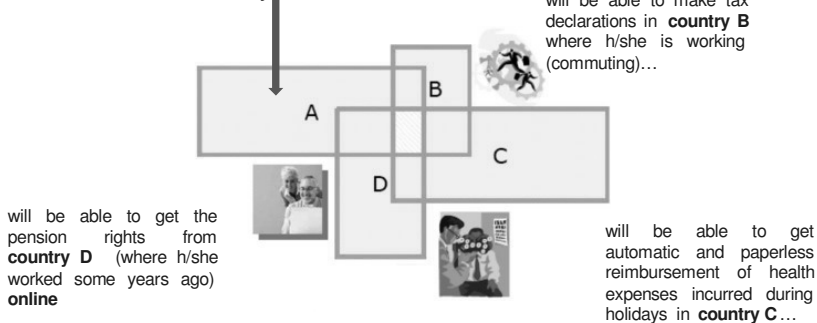 will be able to make tax
declarations in country B
where h/she is working
(commuting)…
B
A
C
D
will be able to get the
pension rights from
country D (where h/she
worked some years ago)
online
will be able to get
automatic and paperless
reimbursement of health
expenses incurred during
holidays in country C…